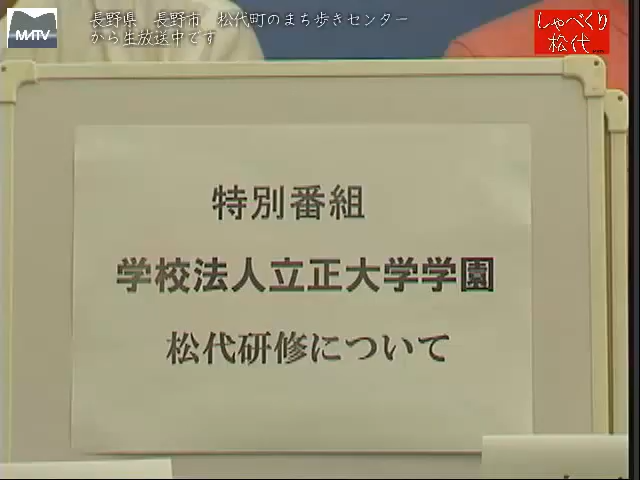 MATV
長野県　長野市　松代町のまち歩きセンター
から生放送中です
しゃべくり
松代
特別番組
学校法人立正大学学園
松代研修について